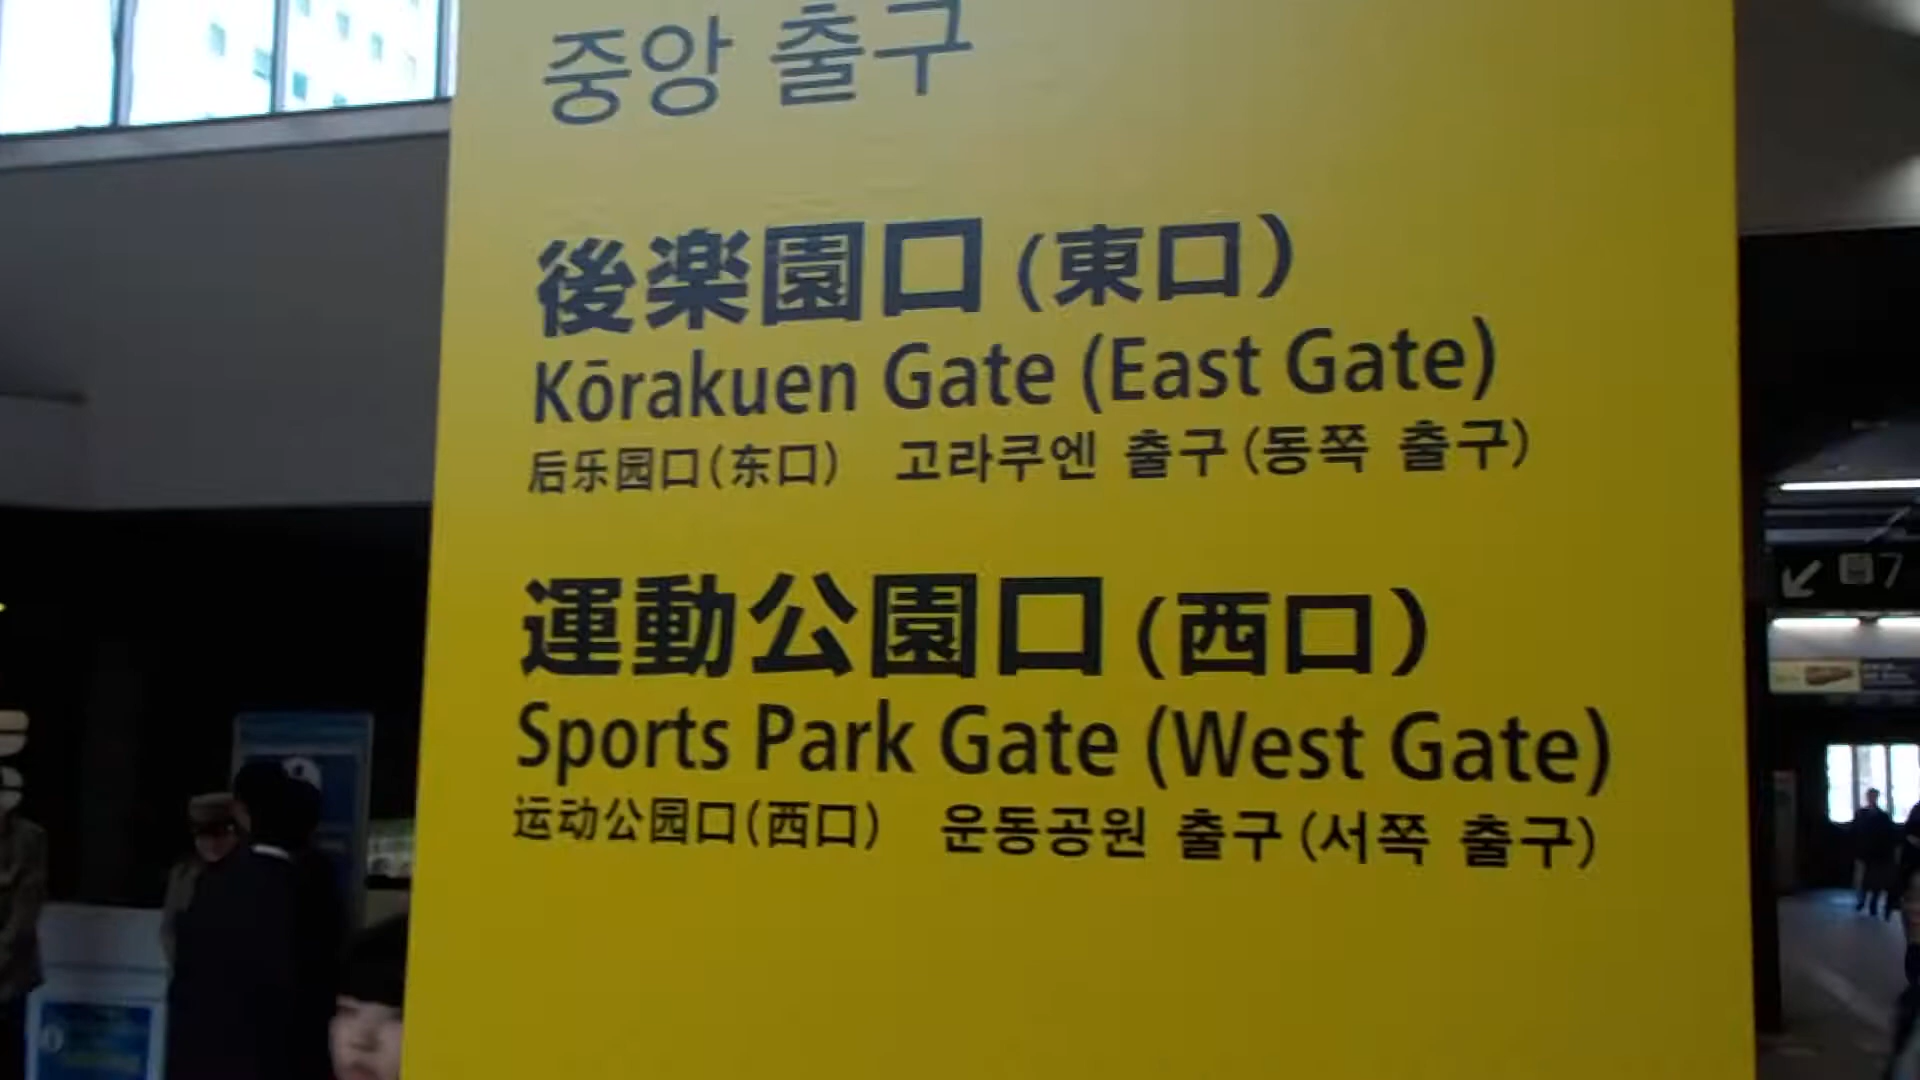 중앙 출구
後楽園口(東口)
Kōrakuen Gate (East Gate)
后乐园口(东口) 고라쿠엔 출구(동쪽 출구)
運動公園口(西口)
Sports Park Gate (West Gate)
运动公园口(西口) 운동공원 출구(서쪽 출구)
7